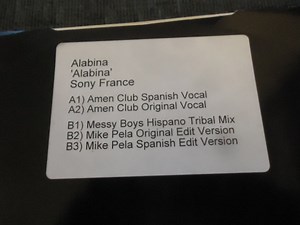 Alabina
'Alabina'
Sony France
A1) Amen Club Spanish Vocal
A2) Amen Club Original Vocal
B1) Messy Boys Hispano Tribal Mix
B2) Mike Pela Original Edit Version
B3) Mike Pela Spanish Edit Version